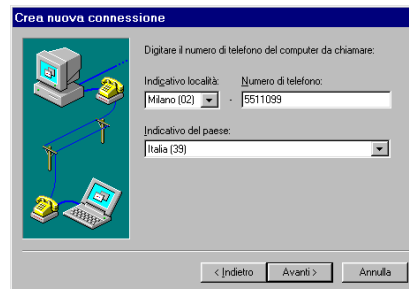 Crea nuova connessione
Digitare il numero di telefono del computer da chiamare:
Indicativo località: Numero di telefono:
Milano (02) - 5511099
Indicativo del paese:
Italia (39)
< Indietro Avanti > Annulla